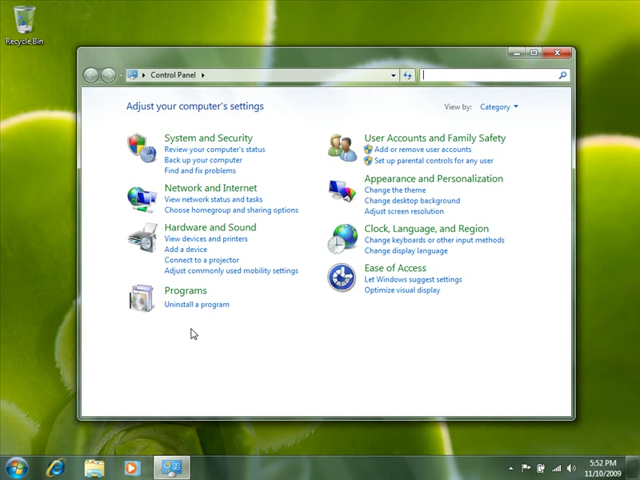 Recycle Bin
Control Panel
Adjust your computer's settings
View by: Category
System and Security
Review your computer's status
Back up your computer
Find and fix problems
Network and Internet
View network status and tasks
Choose homegroup and sharing options
Hardware and Sound
View devices and printers
Add a device
Connect to a projector
Adjust commonly used mobility settings
Programs
Uninstall a program
User Accounts and Family Safety
Add or remove user accounts
Set up parental controls for any user
Appearance and Personalization
Change the theme
Change desktop background
Adjust screen resolution
Clock, Language, and Region
Change keyboards or other input methods
Change display language
Ease of Access
Let Windows suggest settings
Optimize visual display
5:52 PM
11/10/2009